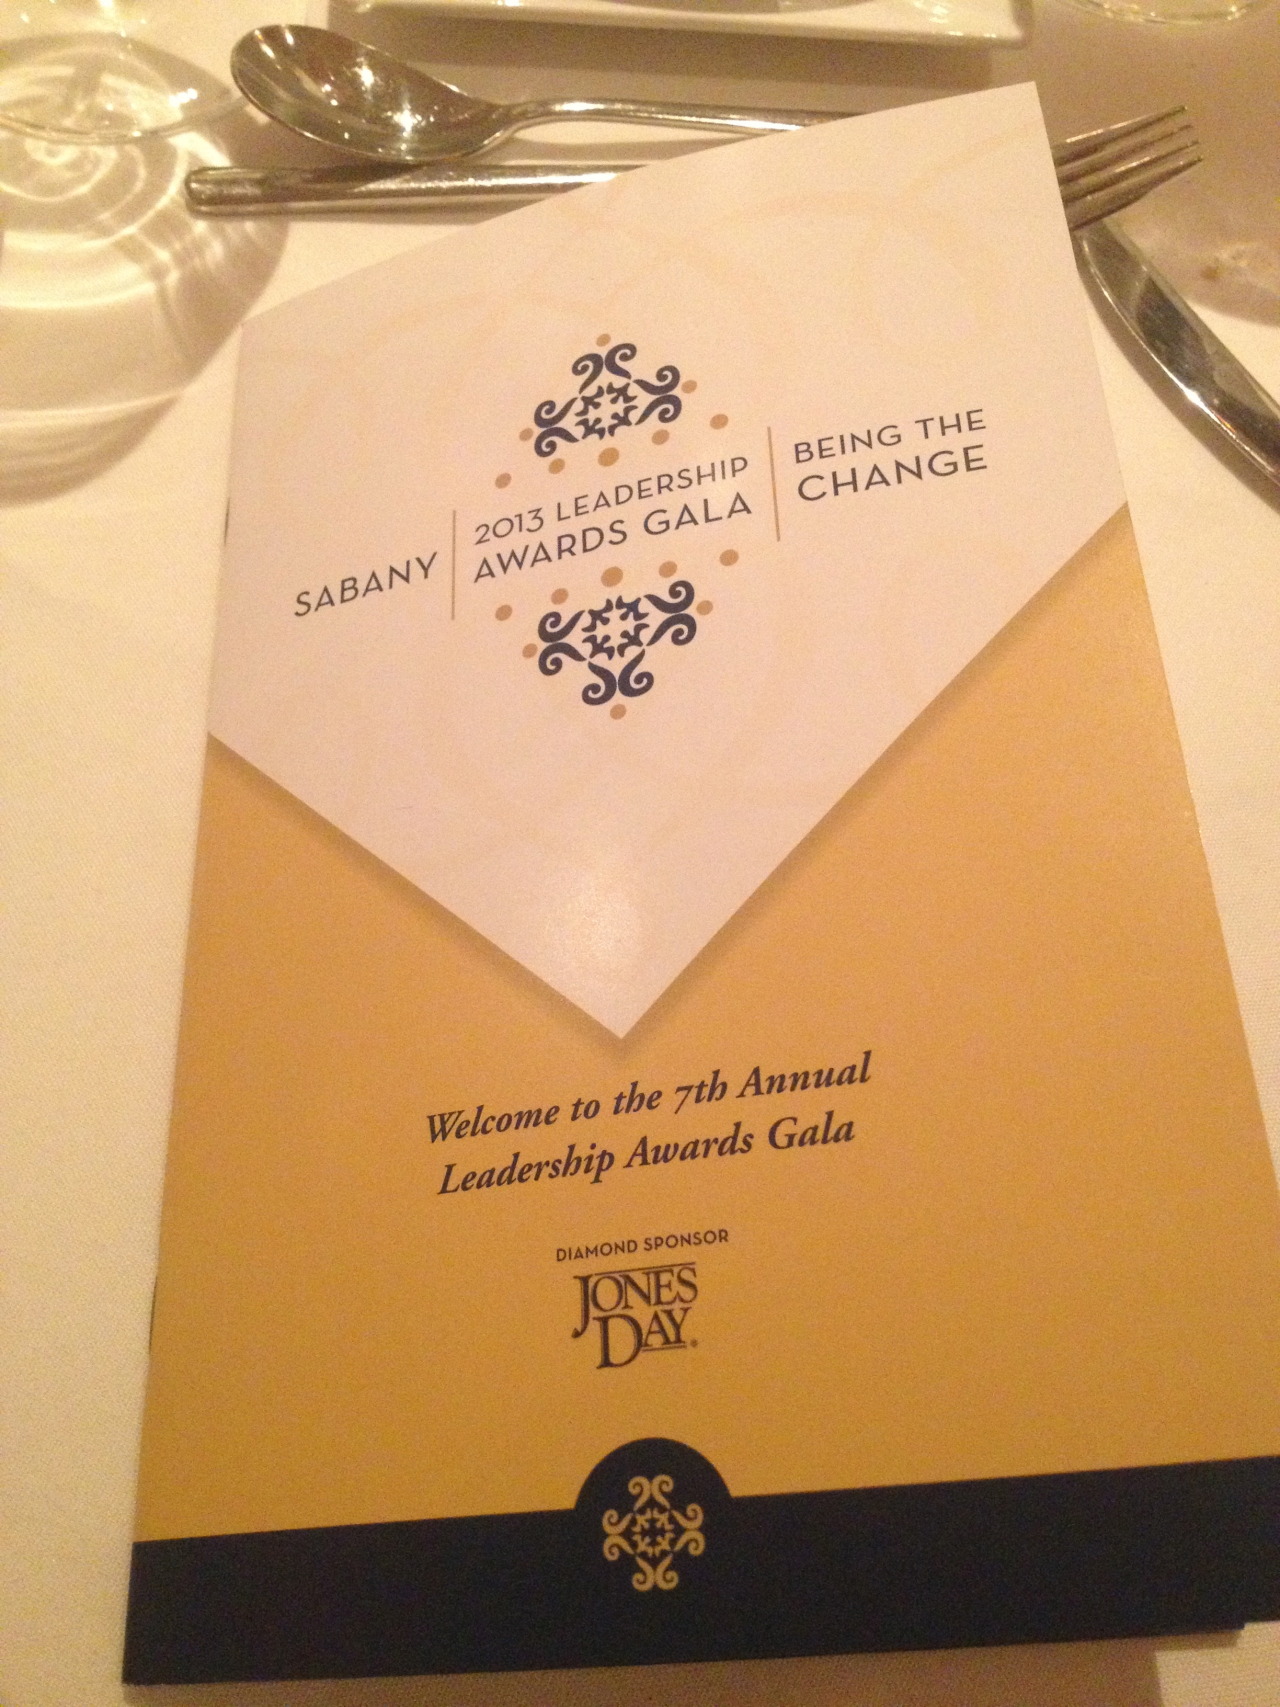 SABANY
2013 LEADERSHIP
AWARDS GALA
BEING THE
CHANGE
Welcome to the 7th Annual
Leadership Awards Gala
DIAMOND SPONSOR
JONES
DAY®